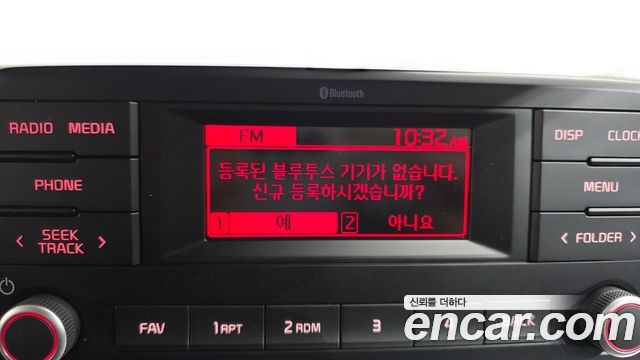 Bluetooth
RADIO MEDIA
FM 10:32 AM
DISP CLOCK
등록된 블루투스 기기가 없습니다.
신규 등록하시겠습니까?
PHONE
MENU
1 예 2 아니요
SEEK
TRACK
FOLDER
신뢰를 더하다
FAV 1 RPT 2 RDM 3 4 BACK
encar.com